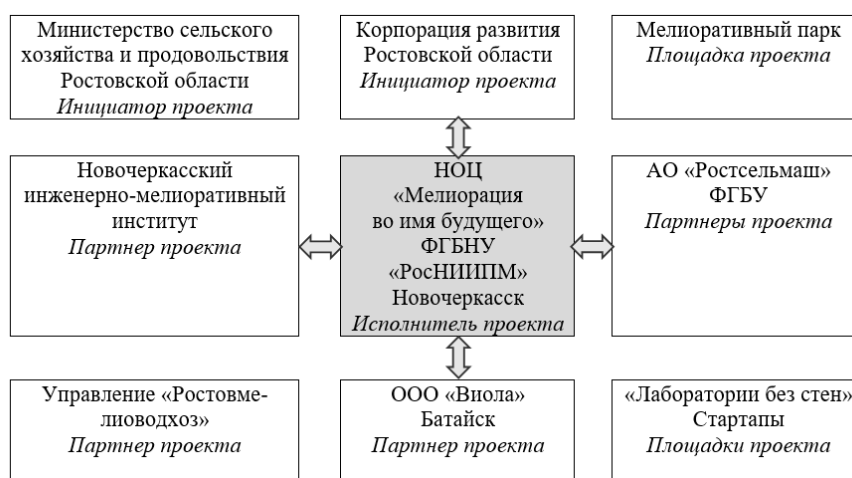 Министерство сельского
хозяйства и продовольствия
Ростовской области
Инициатор проекта
Корпорация развития
Ростовской области
Инициатор проекта
Мелиоративный парк
Площадка проекта
Новочеркасский
инженерно-мелиоративный
институт
Партнер проекта
НОЦ
«Мелиорация
во имя будущего»
ФГБНУ
«РосНИИПМ»
Новочеркасск
Исполнитель проекта
АО «Ростсельмаш»
ФГБУ
Партнеры проекта
Управление «Ростовме-
лиоводхоз»
Партнер проекта
ООО «Виола»
Батайск
Партнер проекта
«Лаборатории без стен»
Стартапы
Площадки проекта